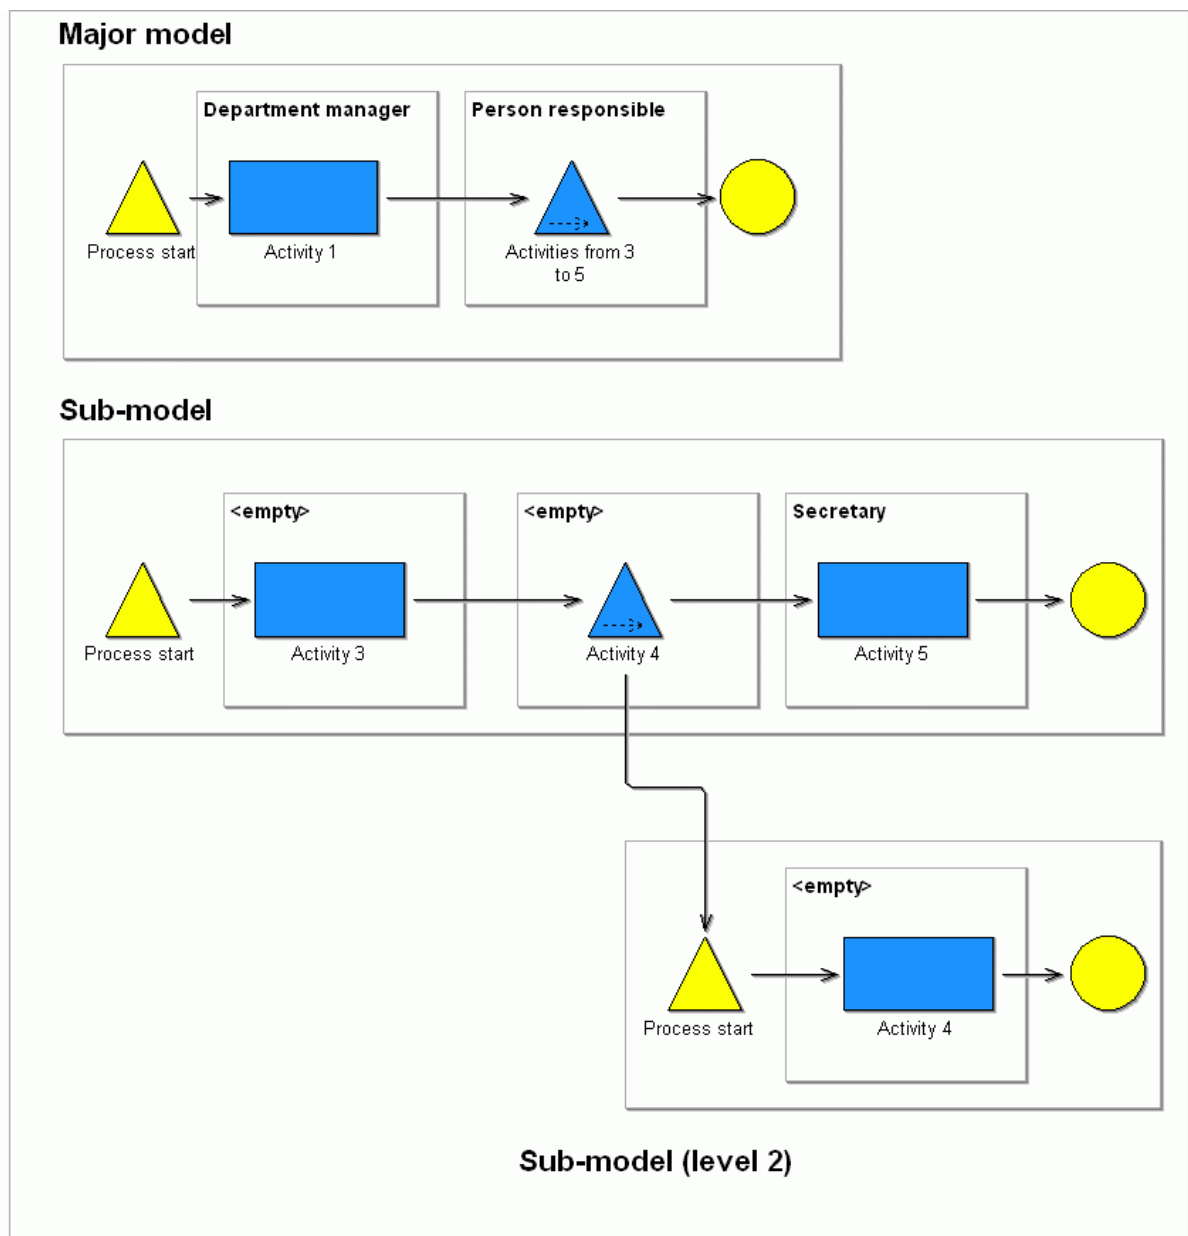 Major model
Department manager
Person responsible
Process start
Activity 1
Activities from 3
to 5
Sub-model
<empty>
<empty>
Secretary
Process start
Activity 3
Activity 4
Activity 5
<empty>
Process start
Activity 4
Sub-model (level 2)